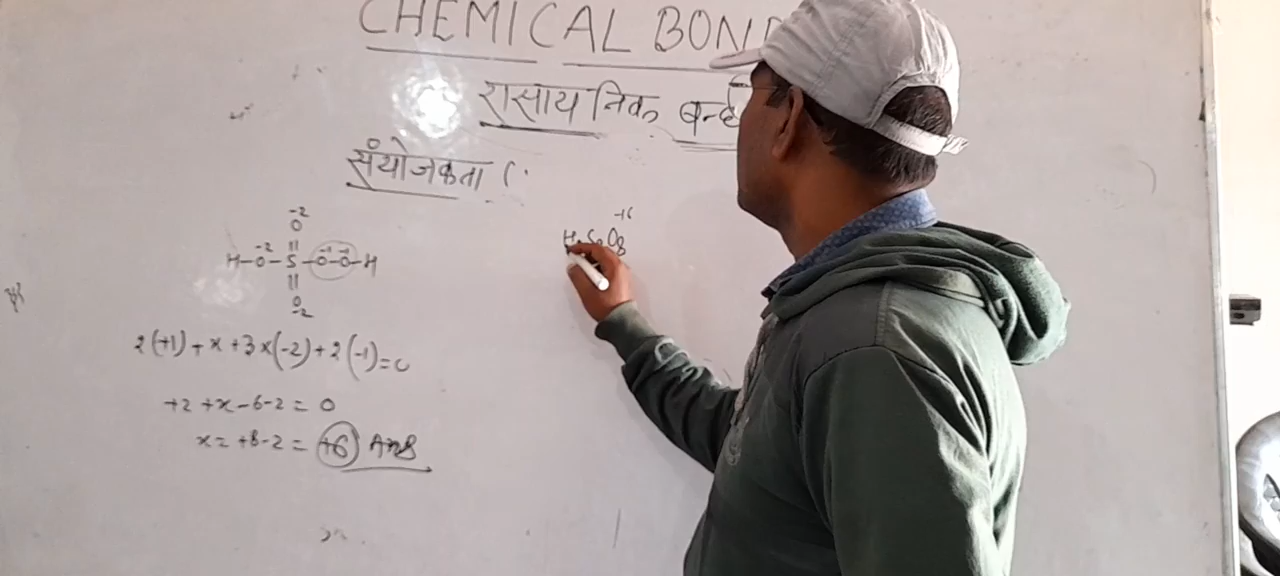 CHEMICAL BOND
रासायनिक बन्ध
संयोजकता (
-2
O
-16
H2S2O8
H-O-S-O-O-H
-2 -1 -1
O
-2
2(+1)+x+3x(-2)+2(-1)=0
+2+x-6-2=0
x=+8-2=+6 Ans